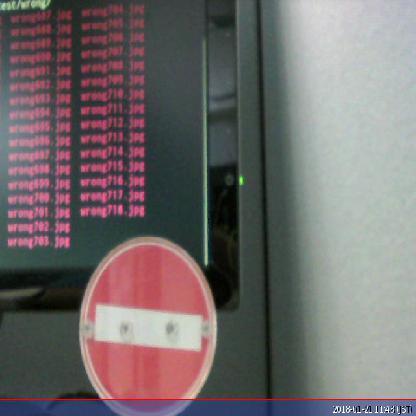 test/wrong/
wrong687.jpg wrong704.jpg
wrong688.jpg wrong705.jpg
wrong689.jpg wrong706.jpg
wrong690.jpg wrong707.jpg
wrong691.jpg wrong708.jpg
wrong692.jpg wrong709.jpg
wrong693.jpg wrong710.jpg
wrong694.jpg wrong711.jpg
wrong695.jpg wrong712.jpg
wrong696.jpg wrong713.jpg
wrong697.jpg wrong714.jpg
wrong698.jpg wrong715.jpg
wrong699.jpg wrong716.jpg
wrong700.jpg wrong717.jpg
wrong701.jpg wrong718.jpg
wrong702.jpg
wrong703.jpg